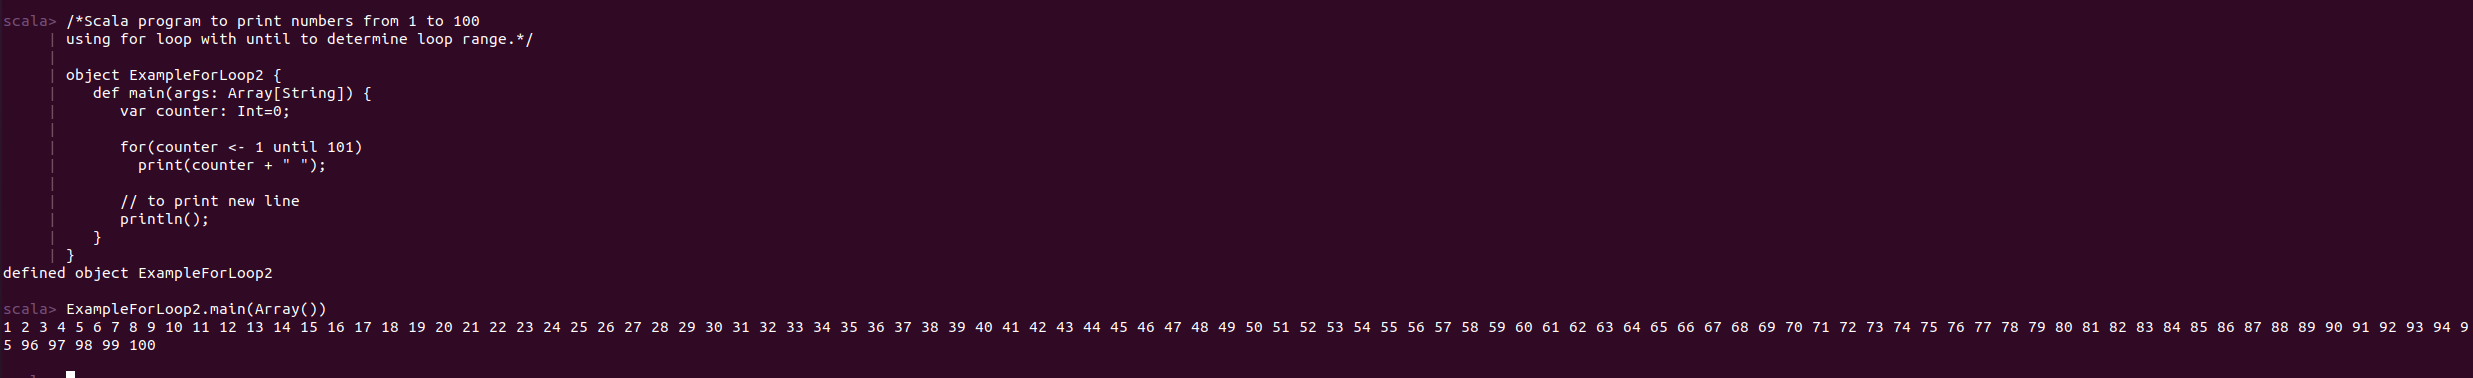 scala> /*Scala program to print numbers from 1 to 100
     | using for loop with until to determine loop range.*/
     |
     | object ExampleForLoop2 {
     |    def main(args: Array[String]) {
     |       var counter: Int=0;
     |
     |       for(counter <- 1 until 101)
     |         print(counter + " ");
     |
     |       // to print new line
     |       println();
     |    }
     | }
defined object ExampleForLoop2
scala> ExampleForLoop2.main(Array())
1 2 3 4 5 6 7 8 9 10 11 12 13 14 15 16 17 18 19 20 21 22 23 24 25 26 27 28 29 30 31 32 33 34 35 36 37 38 39 40 41 42 43 44 45 46 47 48 49 50 51 52 53 54 55 56 57 58 59 60 61 62 63 64 65 66 67 68 69 70 71 72 73 74 75 76 77 78 79 80 81 82 83 84 85 86 87 88 89 90 91 92 93 94 9
5 96 97 98 99 100